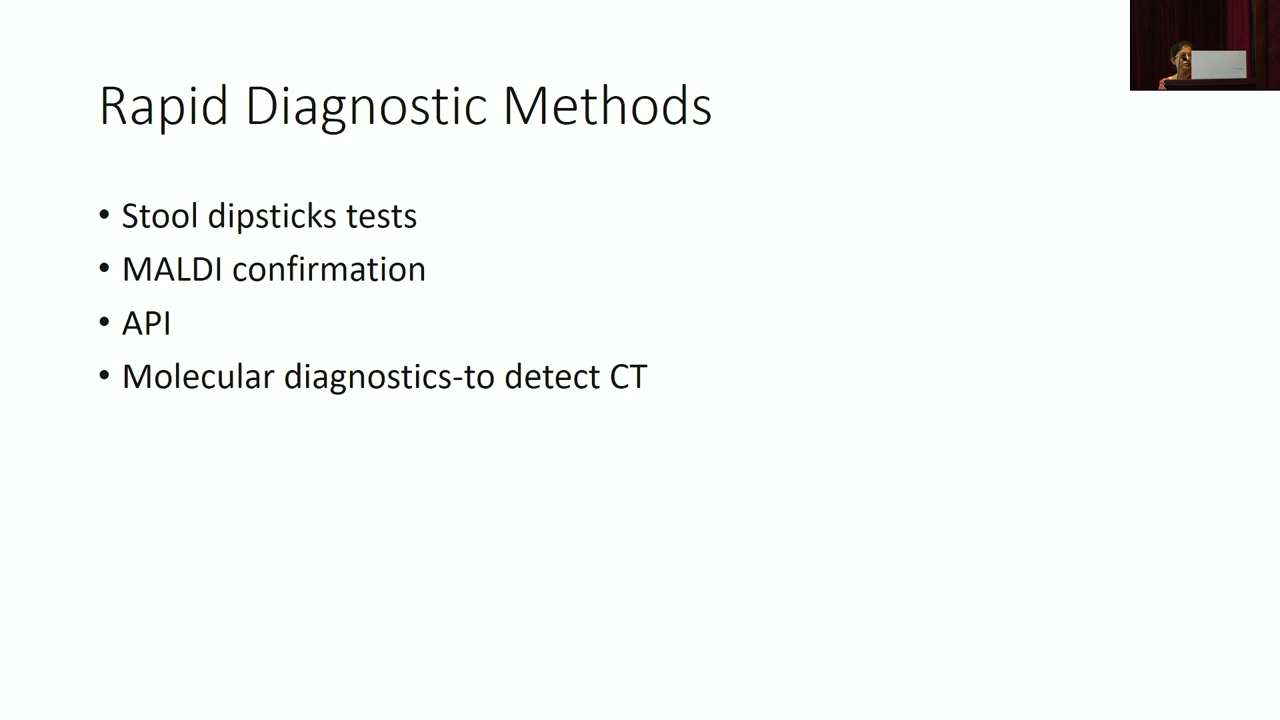 Rapid Diagnostic Methods
• Stool dipsticks tests
• MALDI confirmation
• API
• Molecular diagnostics-to detect CT